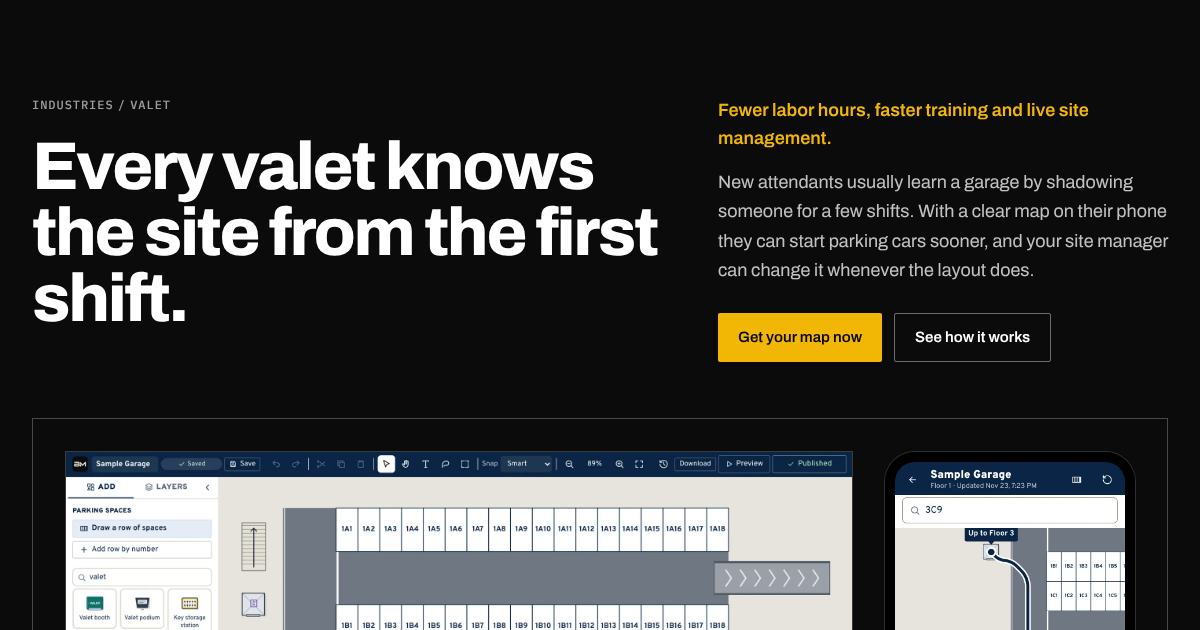 INDUSTRIES / VALET
Every valet knows
the site from the first
shift.
Fewer labor hours, faster training and live site
management.
New attendants usually learn a garage by shadowing
someone for a few shifts. With a clear map on their phone
they can start parking cars sooner, and your site manager
can change it whenever the layout does.
Get your map now
See how it works
Sample Garage
Saved
Save
Snap
Smart
89%
Download
Preview
Published
ADD
LAYERS
PARKING SPACES
Draw a row of spaces
Add row by number
valet
Valet booth
Valet podium
Key storage
station
1A1 1A2 1A3 1A4 1A5 1A6 1A7 1A8 1A9 1A10 1A11 1A12 1A13 1A14 1A15 1A16 1A17 1A18
1B1 1B2 1B3 1B4 1B5 1B6 1B7 1B8 1B9 1B10 1B11 1B12 1B13 1B14 1B15 1B16 1B17 1B18
Sample Garage
Floor 1 · Updated Nov 23, 7:23 PM
3C9
Up to Floor 3
1B1 1B2 1B3 1B4 1B5
1C1 1C2 1C3 1C4 1C5